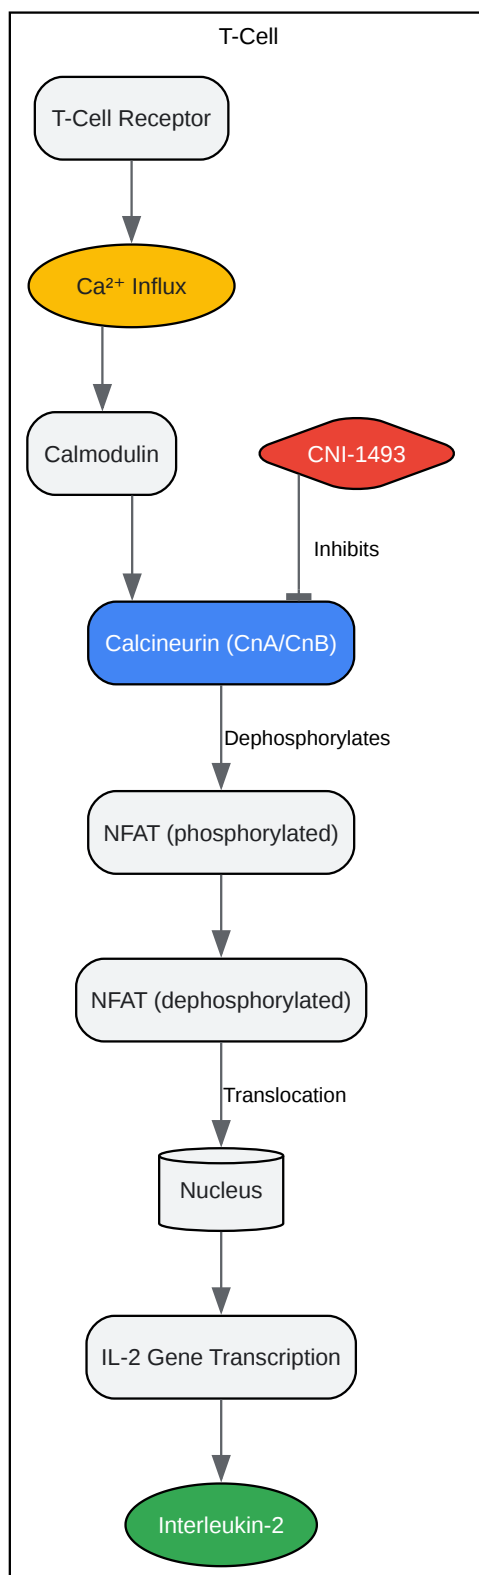 T-Cell
T-Cell Receptor
Ca²⁺ Influx
Calmodulin
CNI-1493
Inhibits
Calcineurin (CnA/CnB)
Dephosphorylates
NFAT (phosphorylated)
NFAT (dephosphorylated)
Translocation
Nucleus
IL-2 Gene Transcription
Interleukin-2